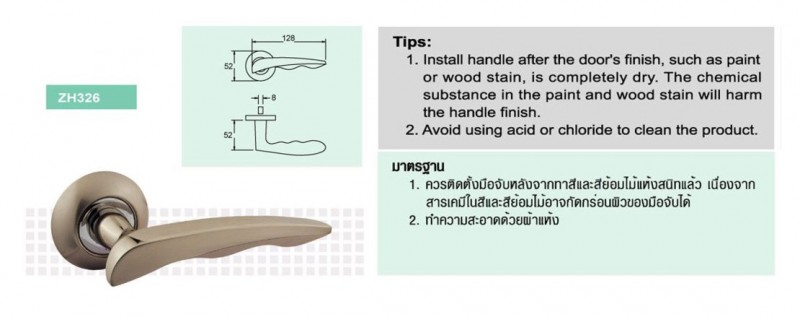 128
52
8
52
ZH326
Tips:
1. Install handle after the door's finish, such as paint
or wood stain, is completely dry. The chemical
substance in the paint and wood stain will harm
the handle finish.
2. Avoid using acid or chloride to clean the product.
มาตรฐาน
1. ควรติดตั้งมือจับหลังจากทาสีและสีย้อมไม้แห้งสนิทแล้ว เนื่องจาก
สารเคมีในสีและสีย้อมไม้อาจกัดกร่อนผิวของมือจับได้
2. ทำความสะอาดด้วยผ้าแห้ง